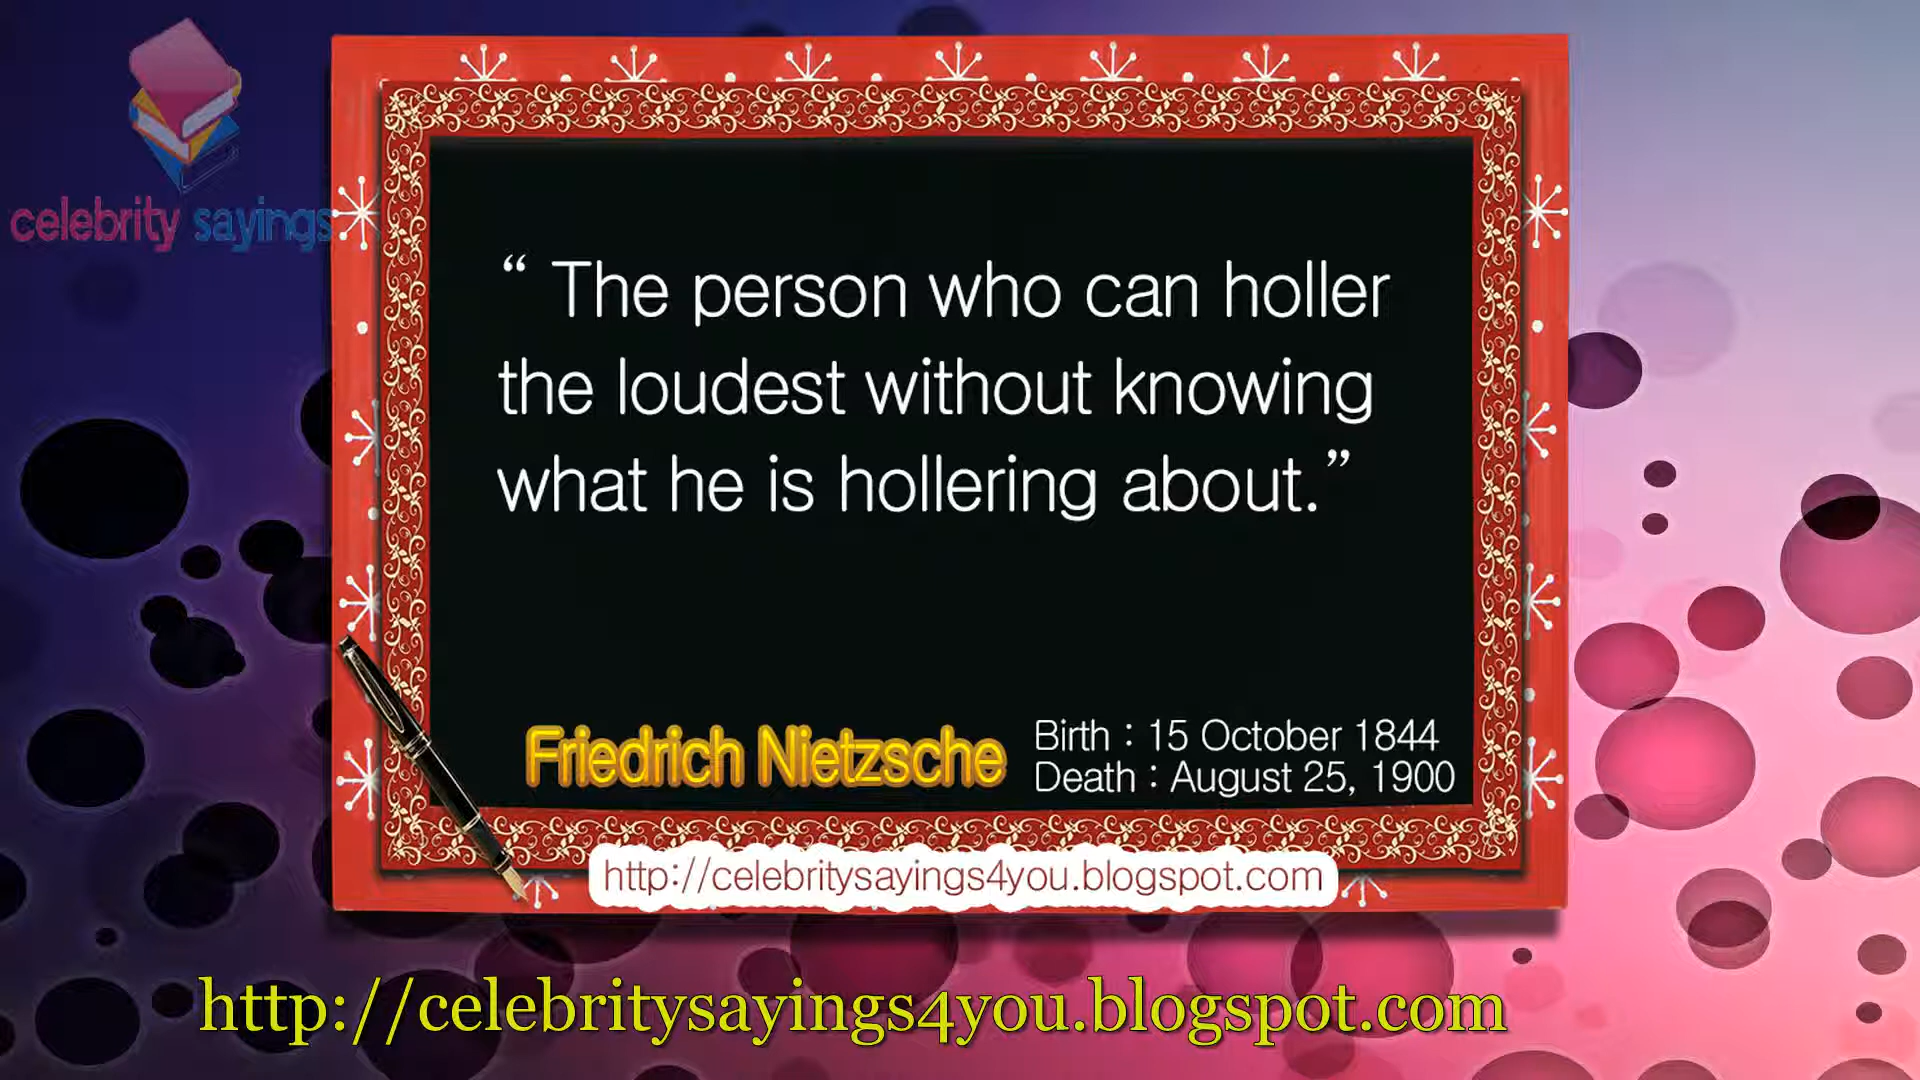 celebrity sayings
“ The person who can holler
the loudest without knowing
what he is hollering about.”
Friedrich Nietzsche
Birth : 15 October 1844
Death : August 25, 1900
http://celebritysayings4you.blogspot.com
http://celebritysayings4you.blogspot.com